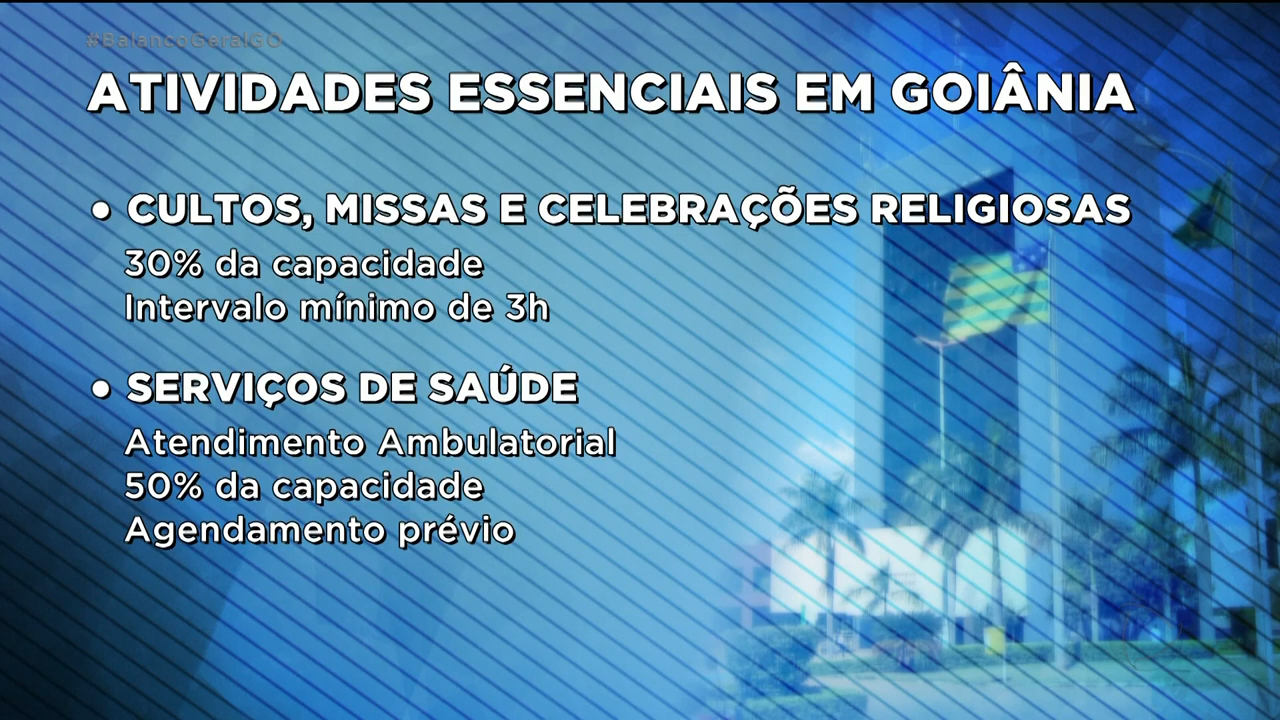 #BalancoGeralGO
ATIVIDADES ESSENCIAIS EM GOIÂNIA
• CULTOS, MISSAS E CELEBRAÇÕES RELIGIOSAS
30% da capacidade
Intervalo mínimo de 3h
• SERVIÇOS DE SAÚDE
Atendimento Ambulatorial
50% da capacidade
Agendamento prévio